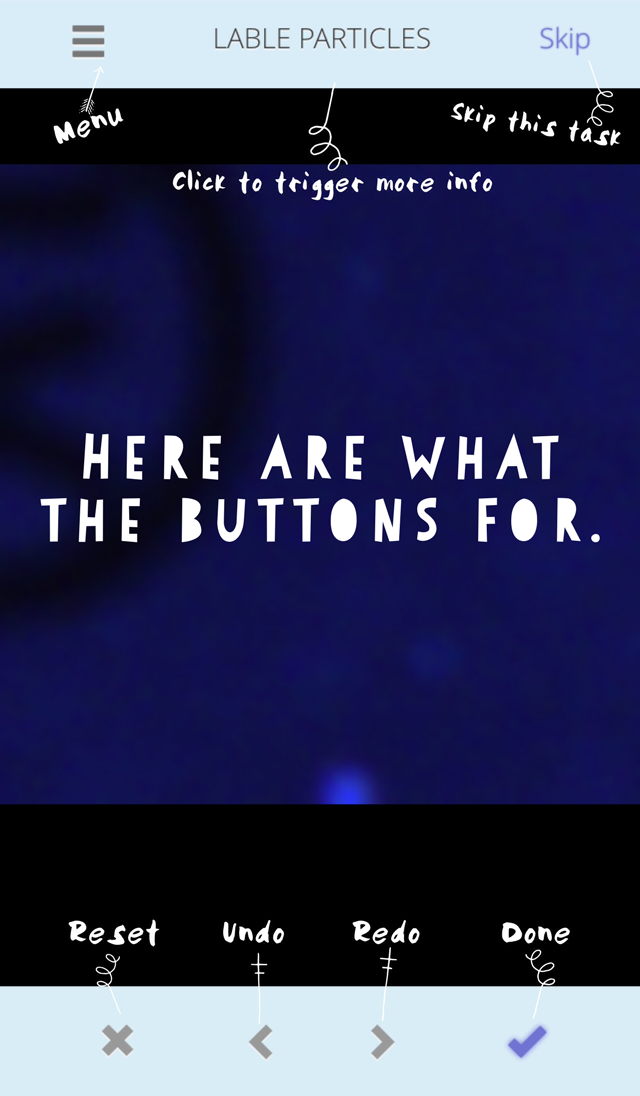 LABLE PARTICLES
Skip
Menu
Skip this task
Click to trigger more info
HERE ARE WHAT
THE BUTTONS FOR.
Reset
Undo
Redo
Done